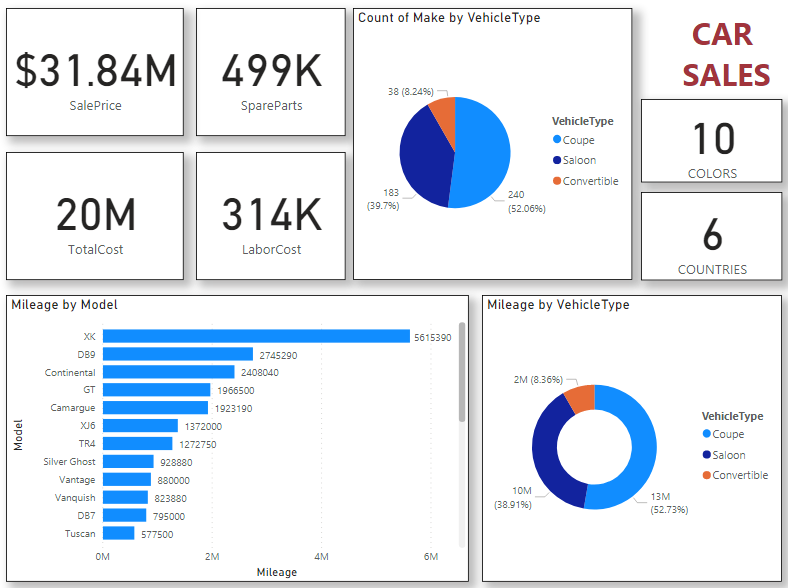 $31.84M
SalePrice
499K
SpareParts
20M
TotalCost
314K
LaborCost
Count of Make by VehicleType
38 (8.24%)
183
(39.7%)
240
(52.06%)
VehicleType
Coupe
Saloon
Convertible
CAR
SALES
10
COLORS
6
COUNTRIES
Mileage by Model
Model
XK 5615390
DB9 2745290
Continental 2408040
GT 1966500
Camargue 1923190
XJ6 1372000
TR4 1272750
Silver Ghost 928880
Vantage 880000
Vanquish 823880
DB7 795000
Tuscan 577500
0M 2M 4M 6M
Mileage
Mileage by VehicleType
2M (8.36%)
10M
(38.91%)
13M
(52.73%)
VehicleType
Coupe
Saloon
Convertible